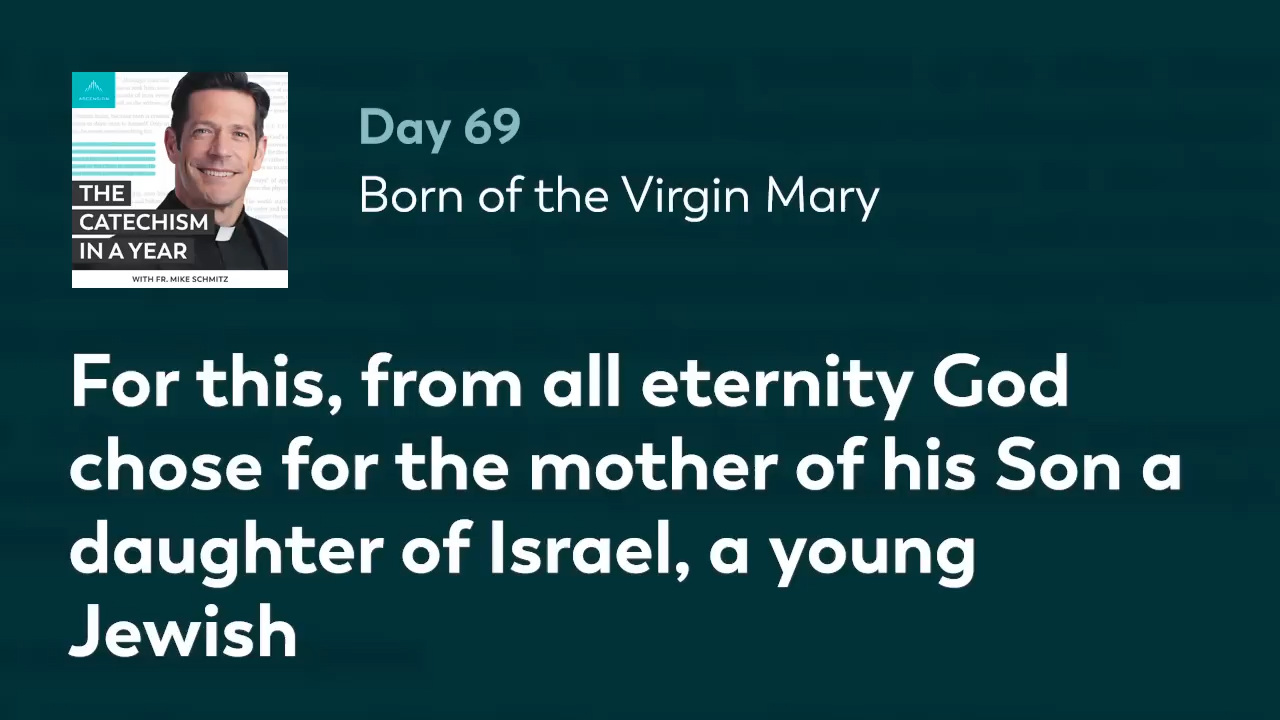 Day 69
Born of the Virgin Mary
ASCENSION
THE
CATECHISM
IN A YEAR
WITH FR. MIKE SCHMITZ
For this, from all eternity God
chose for the mother of his Son a
daughter of Israel, a young
Jewish